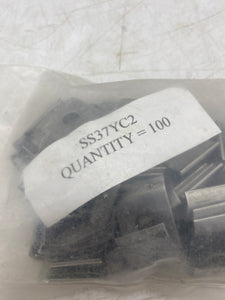 SS37YC2
QUANTITY = 100